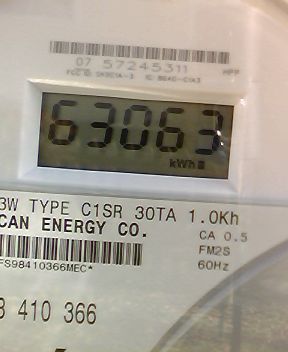 07 57245311
63063
kWh
3W TYPE C1SR 30TA 1.0Kh
CAN ENERGY CO.
CA 0.5
FM2S
60Hz
FS98410366MEC*
3 410 366